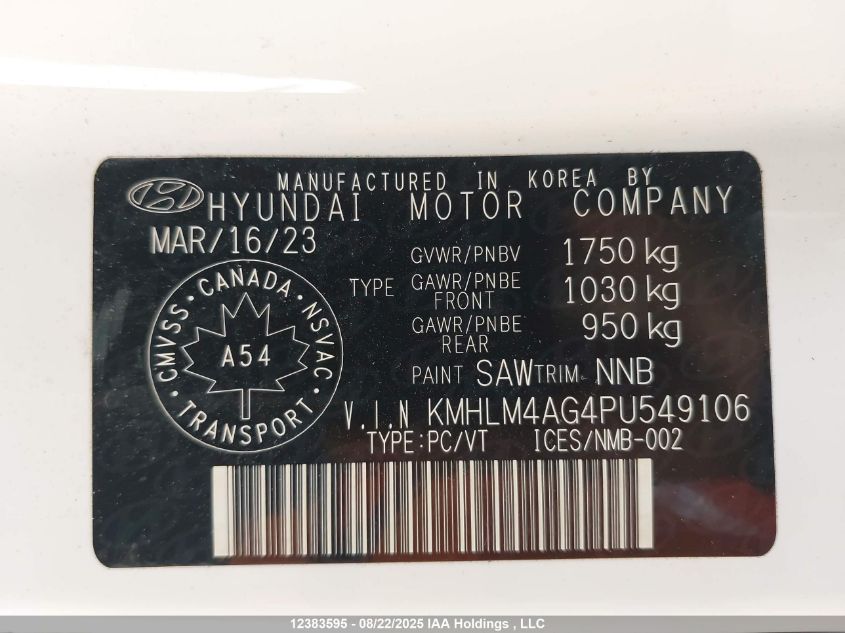 MANUFACTURED IN KOREA BY
HYUNDAI MOTOR COMPANY
MAR/16/23
GVWR/PNBV 1750 kg
TYPE GAWR/PNBE FRONT 1030 kg
GAWR/PNBE REAR 950 kg
CMVSS · CANADA · NSVAC
A54
· TRANSPORT ·
PAINT SAW TRIM NNB
V.I.N KMHLM4AG4PU549106
TYPE:PC/VT ICES/NMB-002
12383595 - 08/22/2025 IAA Holdings , LLC